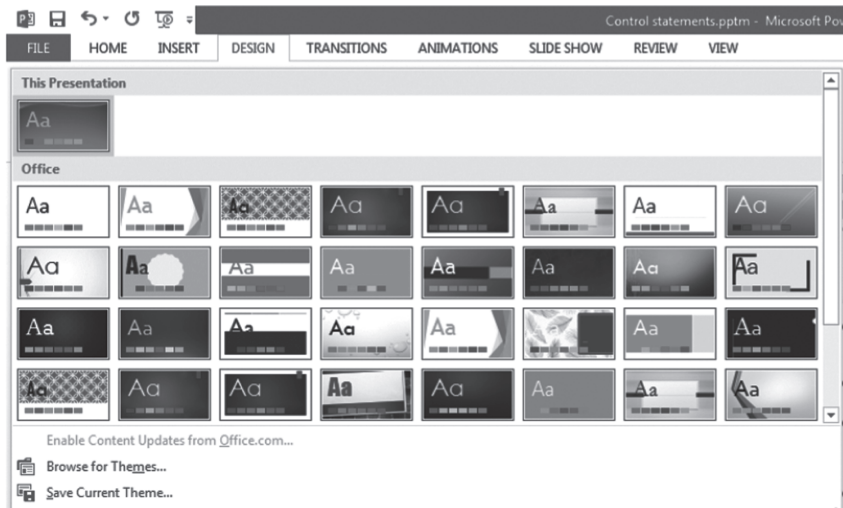 Control statements.pptm - Microsoft Pow
FILE HOME INSERT DESIGN TRANSITIONS ANIMATIONS SLIDE SHOW REVIEW VIEW
This Presentation
Aa
Office
Aa Aa Aa Aa Aa Aa Aa Aa
Aa Aa Aa Aa Aa Aa Aa Aa
Aa Aa Aa Aa Aa Aa Aa Aa
Aa Aa Aa Aa Aa Aa Aa Aa
Enable Content Updates from Office.com...
Browse for Themes...
Save Current Theme...